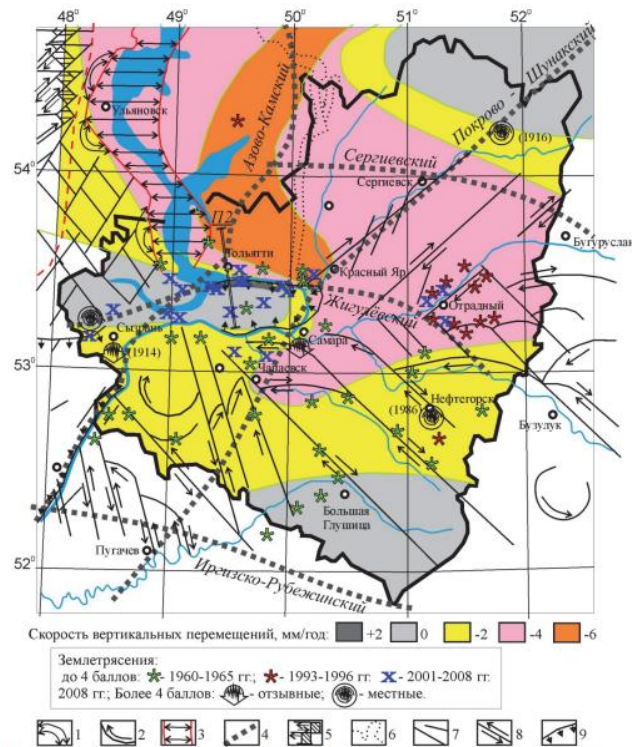 48° 49° 50° 51° 52°
Ульяновск
Азово-Камский
Покрово - Шунакский
(1916)
54°
Сергиевский
Сергиевск
П2
Бугуруслан
Тольятти
Красный Яр
Отрадный
Жигулевский
Сызрань
Самара
53°
(1914)
Чапаевск
Нефтегорск
(1986)
Бузулук
Большая
Глушица
Пугачев
52°
Иргизско-Рубежинский
Скорость вертикальных перемещений, мм/год: +2 0 -2 -4 -6
Землетрясения:
до 4 баллов: - 1960-1965 гг.; - 1993-1996 гг. - 2001-2008 гг.
2008 гг.; Более 4 баллов: - отзывные; - местные.
1 2 3 4 5 6 7 8 9